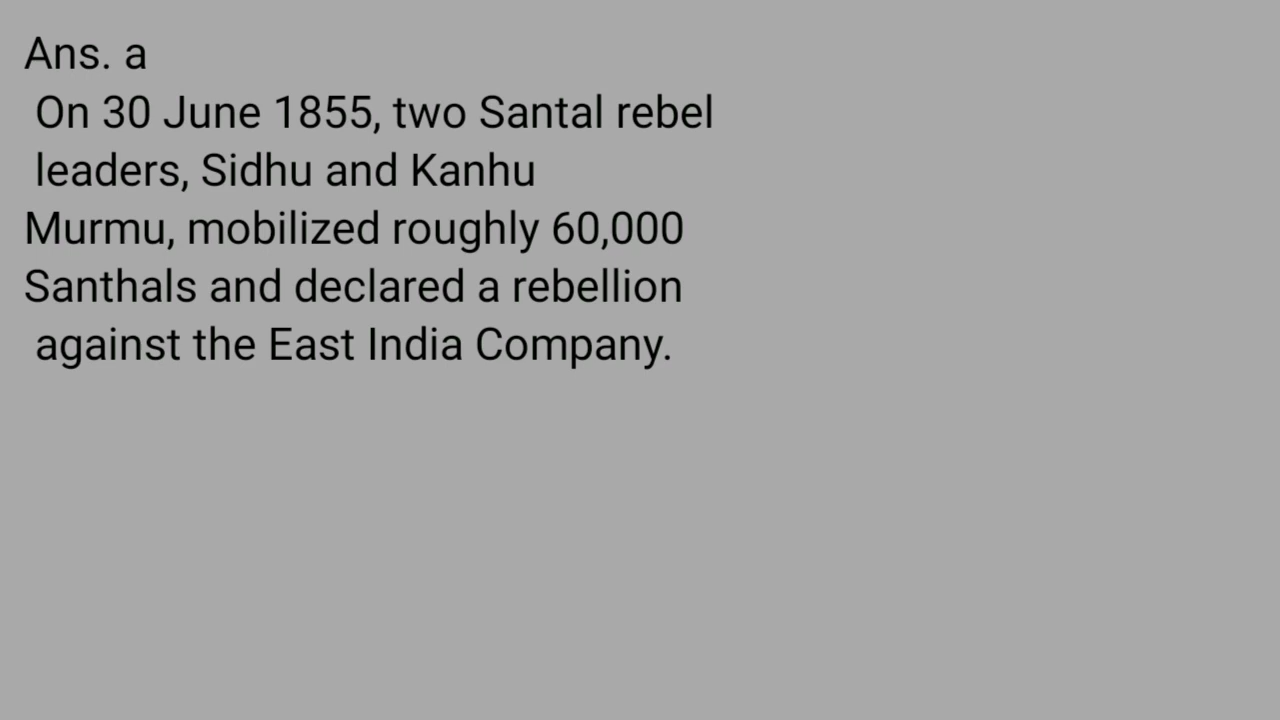 Ans. a
On 30 June 1855, two Santal rebel
leaders, Sidhu and Kanhu
Murmu, mobilized roughly 60,000
Santhals and declared a rebellion
against the East India Company.